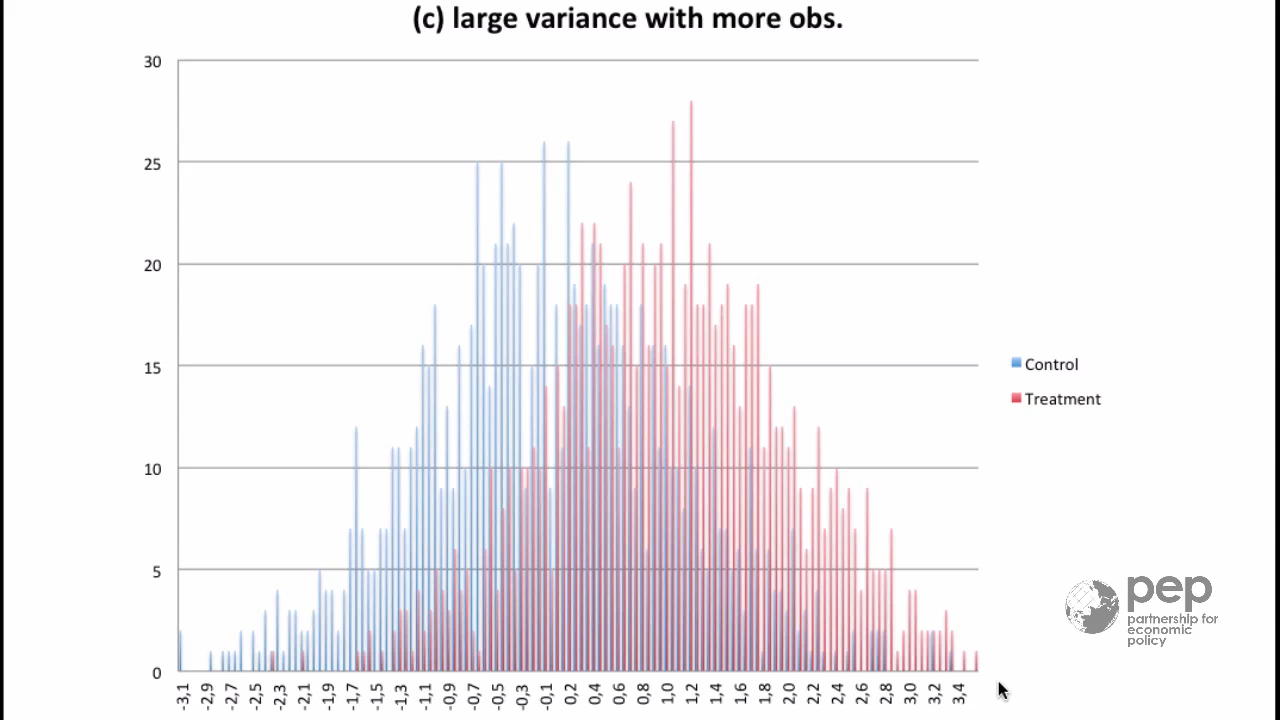 (c) large variance with more obs.
30
25
20
15
10
5
0
-3,1 -2,9 -2,7 -2,5 -2,3 -2,1 -1,9 -1,7 -1,5 -1,3 -1,1 -0,9 -0,7 -0,5 -0,3 -0,1 0,2 0,4 0,6 0,8 1,0 1,2 1,4 1,6 1,8 2,0 2,2 2,4 2,6 2,8 3,0 3,2 3,4
Control
Treatment
pep
partnership for
economic
policy